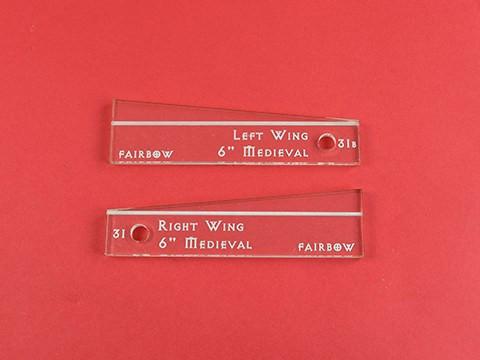 Left Wing
31B
FAIRBOW
6" Medieval
31
Right Wing
6" Medieval
FAIRBOW